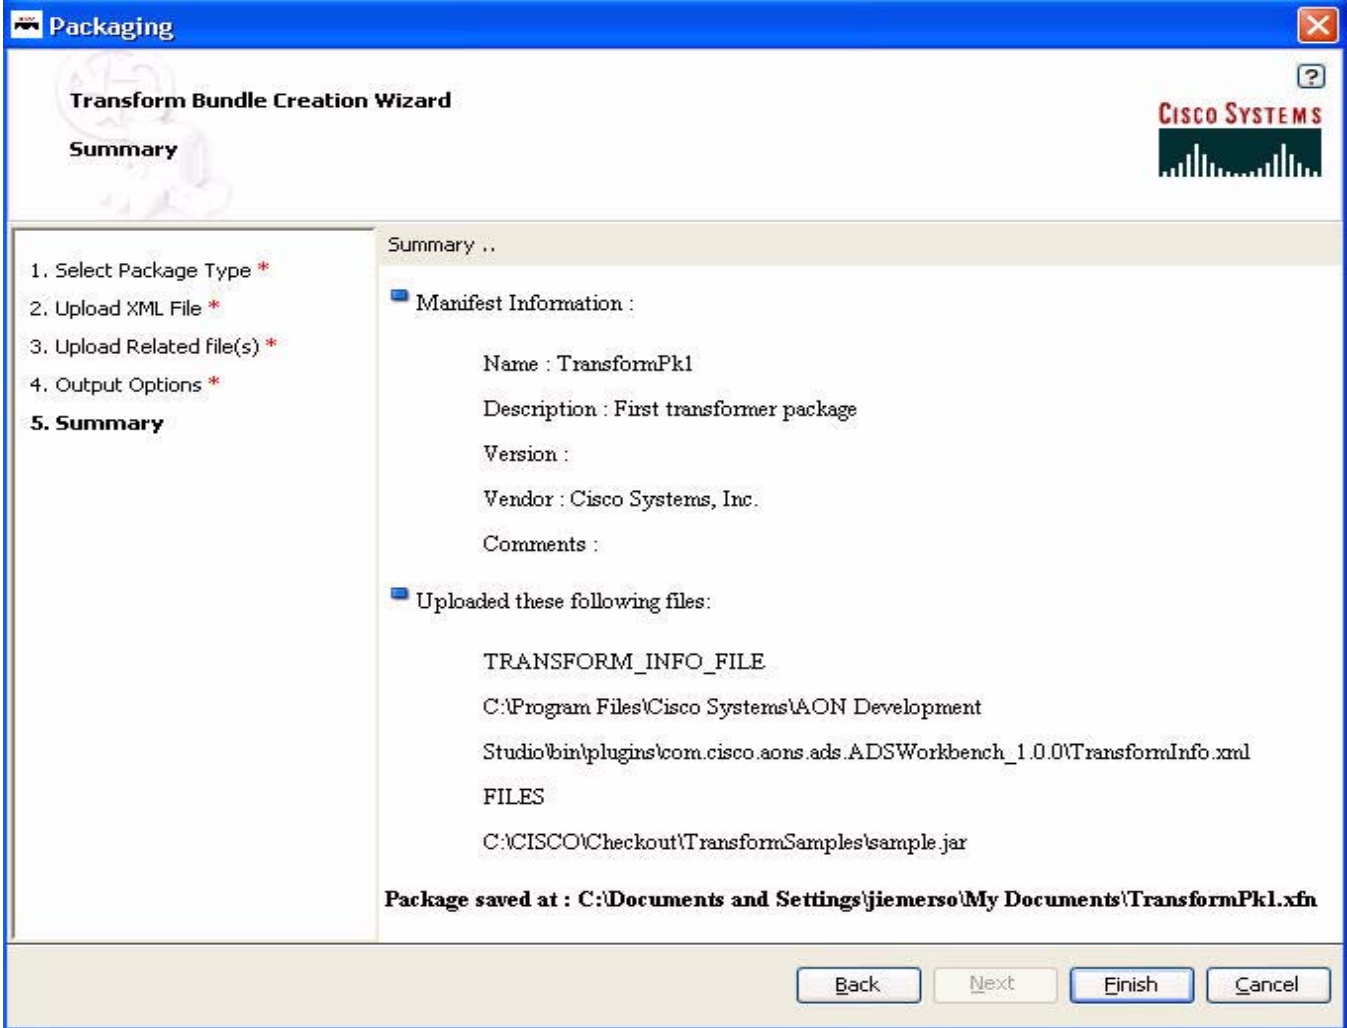 Packaging
?
Transform Bundle Creation Wizard
CISCO SYSTEMS
Summary
1. Select Package Type *
2. Upload XML File *
3. Upload Related file(s) *
4. Output Options *
5. Summary
Summary ..
Manifest Information :
Name : TransformPk1
Description : First transformer package
Version :
Vendor : Cisco Systems, Inc.
Comments :
Uploaded these following files:
TRANSFORM_INFO_FILE
C:\Program Files\Cisco Systems\AON Development
Studio\bin\plugins\com.cisco.aons.ads.ADSWorkbench_1.0.0\TransformInfo.xml
FILES
C:\CISCO\Checkout\TransformSamples\sample.jar
Package saved at : C:\Documents and Settings\jiemerso\My Documents\TransformPk1.xfn
Back
Next
Finish
Cancel